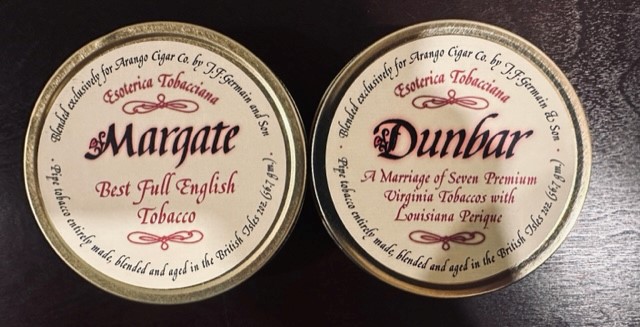 Blended exclusively for Arango Cigar Co. by J.F.Germain and Son
Esoterica Tobacciana
Margate
Best Full English
Tobacco
Pipe tobacco entirely made, blended and aged in the British Isles 2oz
Blended exclusively for Arango Cigar Co. by J.F.Germain & Son
Esoterica Tobacciana
Dunbar
A Marriage of Seven Premium
Virginia Tobaccos with
Louisiana Perique
Pipe tobacco entirely made, blended and aged in the British Isles 2oz